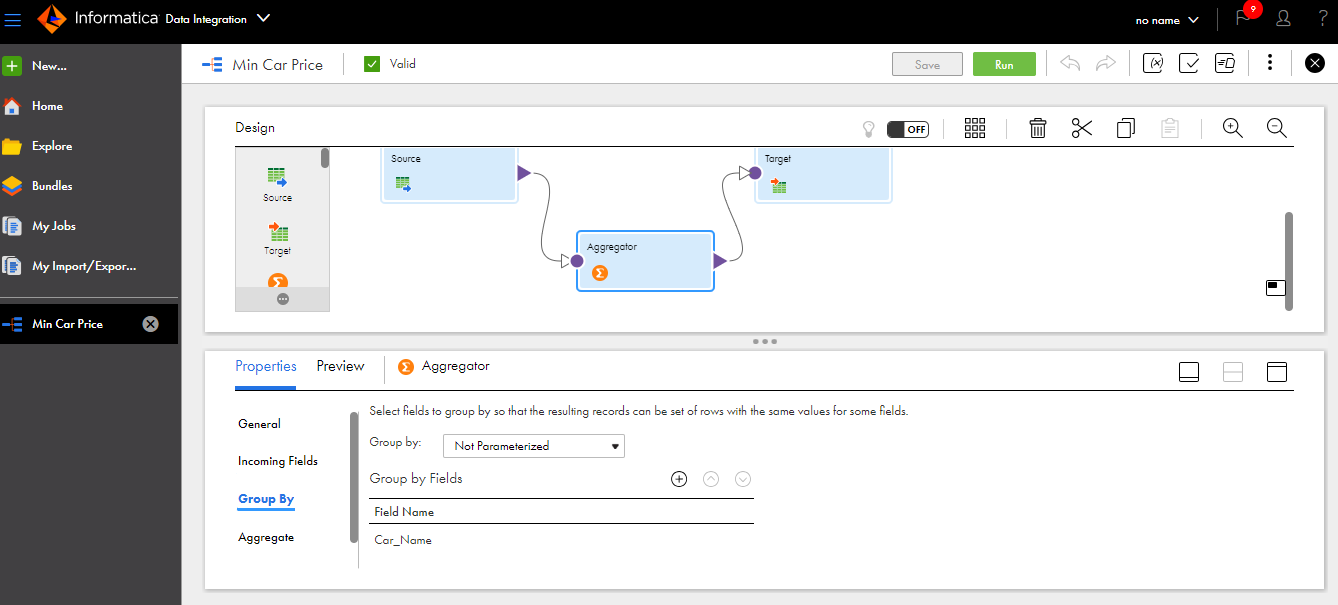 Informatica Data Integration
no name
9
?
New...
Home
Explore
Bundles
My Jobs
My Import/Expor...
Min Car Price
Min Car Price
Valid
Save
Run
(x)
Design
OFF
Source
Target
Source
Target
Aggregator
Σ
Σ
Properties
Preview
Σ
Aggregator
General
Incoming Fields
Group By
Aggregate
Select fields to group by so that the resulting records can be set of rows with the same values for some fields.
Group by:
Not Parameterized
Group by Fields
Field Name
Car_Name